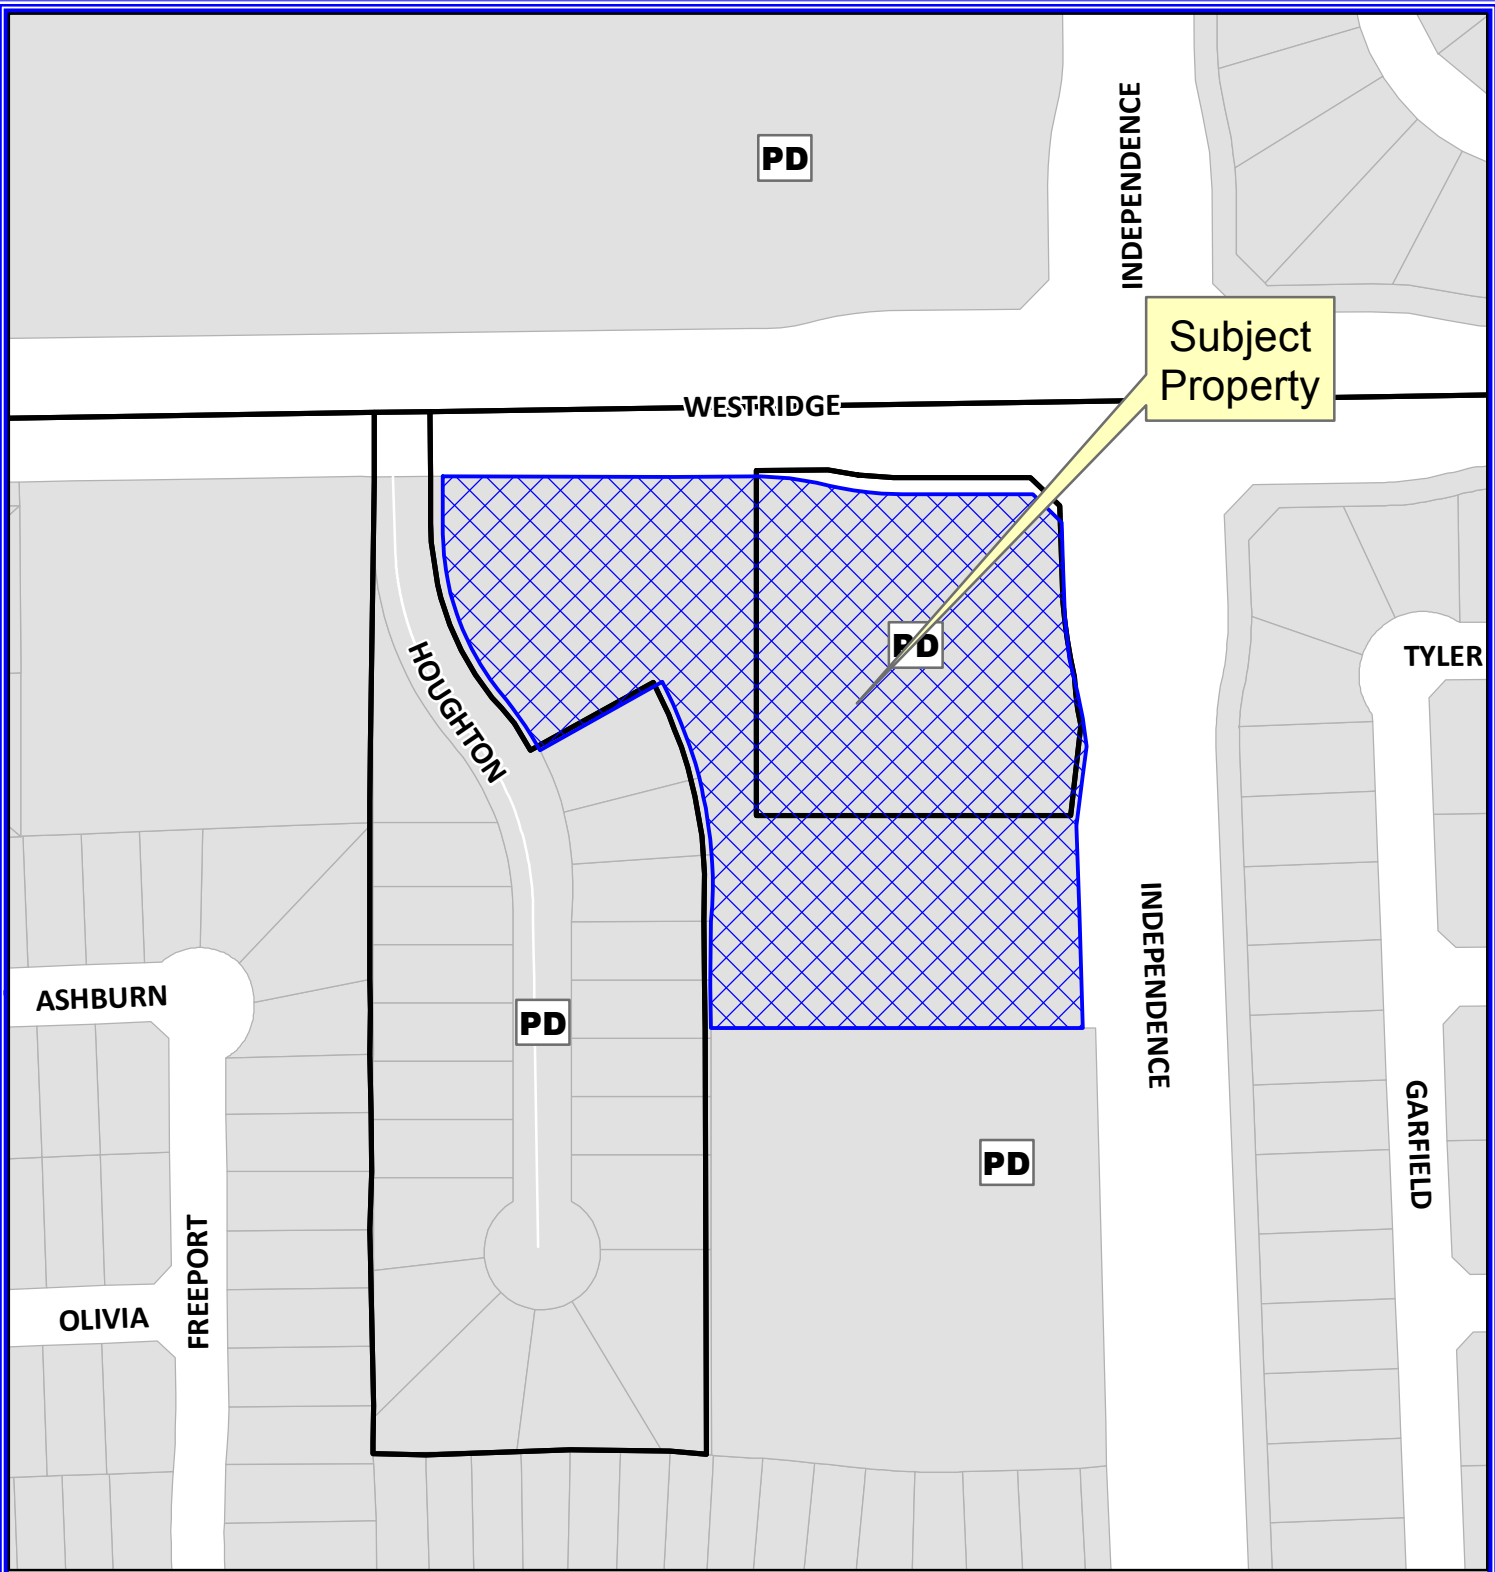 INDEPENDENCE
PD
Subject
Property
WESTRIDGE
PD
TYLER
HOUGHTON
INDEPENDENCE
ASHBURN
PD
GARFIELD
PD
FREEPORT
OLIVIA